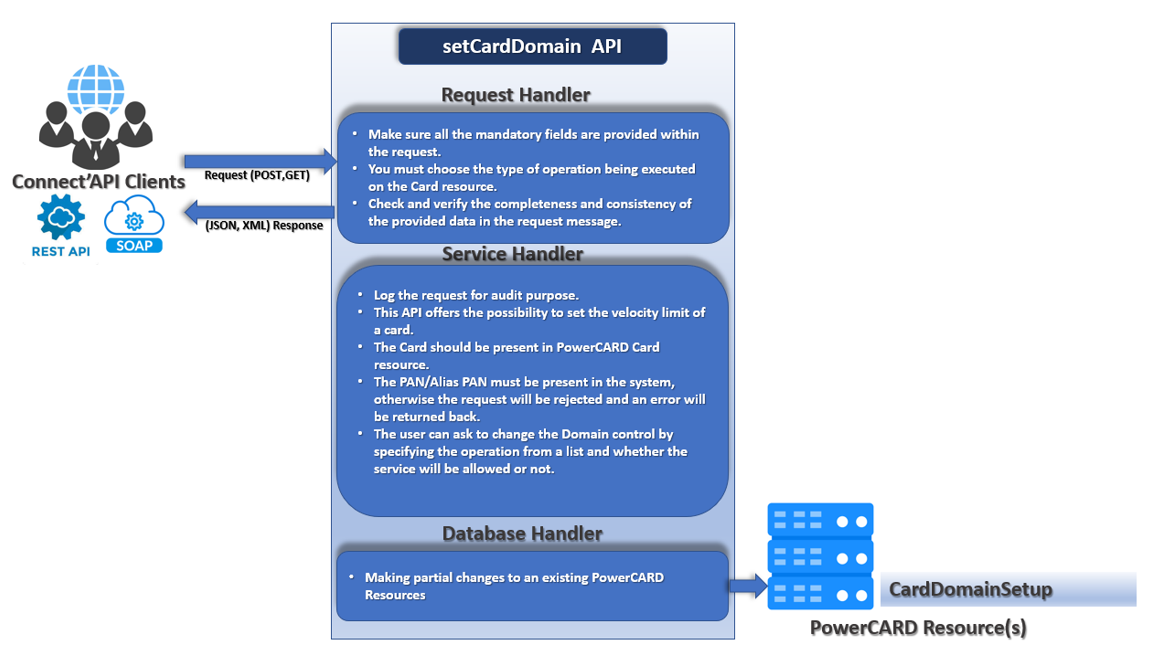 setCardDomain API
Request Handler
• Make sure all the mandatory fields are provided within
the request.
• You must choose the type of operation being executed
on the Card resource.
• Check and verify the completeness and consistency of
the provided data in the request message.
Connect'API Clients
Request (POST,GET)
(JSON, XML) Response
REST API
SOAP
Service Handler
• Log the request for audit purpose.
• This API offers the possibility to set the velocity limit of
a card.
• The Card should be present in PowerCARD Card
resource.
• The PAN/Alias PAN must be present in the system,
otherwise the request will be rejected and an error will
be returned back.
• The user can ask to change the Domain control by
specifying the operation from a list and whether the
service will be allowed or not.
Database Handler
• Making partial changes to an existing PowerCARD
Resources
CardDomainSetup
PowerCARD Resource(s)